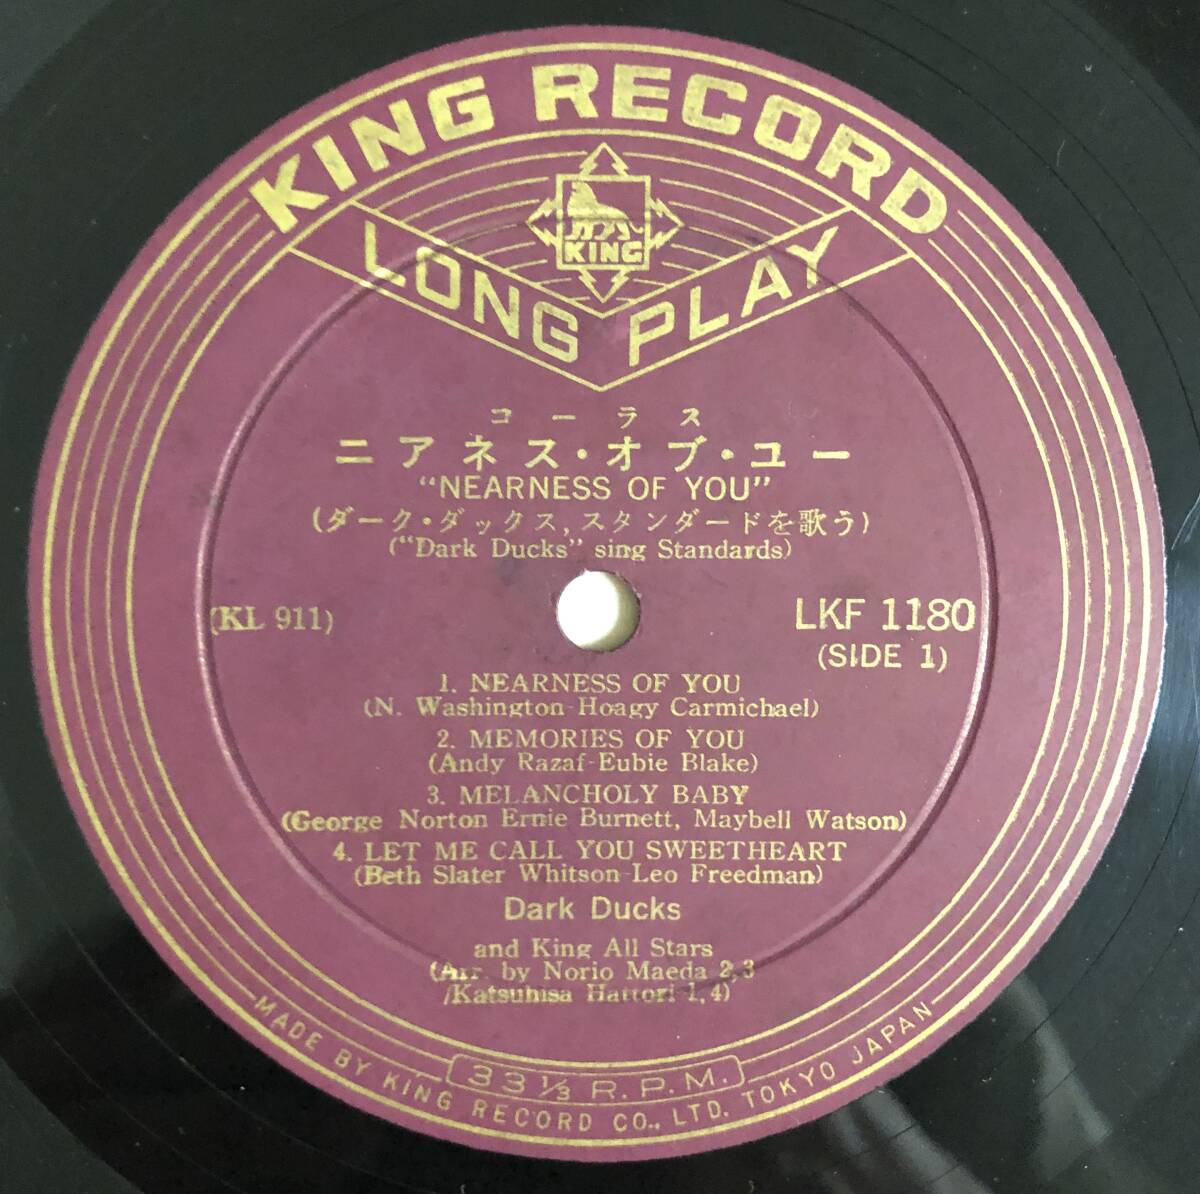 KING RECORD
KING
LONG PLAY
コーラス
ニアネス・オブ・ユー
“NEARNESS OF YOU”
(ダーク・ダックス,スタンダードを歌う)
(“Dark Ducks” sing Standards)
(KL 911)
LKF 1180
(SIDE 1)
1. NEARNESS OF YOU
(N. Washington-Hoagy Carmichael)
2. MEMORIES OF YOU
(Andy Razaf-Eubie Blake)
3. MELANCHOLY BABY
(George Norton Ernie Burnett, Maybell Watson)
4. LET ME CALL YOU SWEETHEART
(Beth Slater Whitson-Leo Freedman)
Dark Ducks
and King All Stars
(Arr. by Norio Maeda 2,3
/Katsuhisa Hattori-1,4)
33⅓ R.P.M.
MADE BY KING RECORD CO., LTD. TOKYO JAPAN